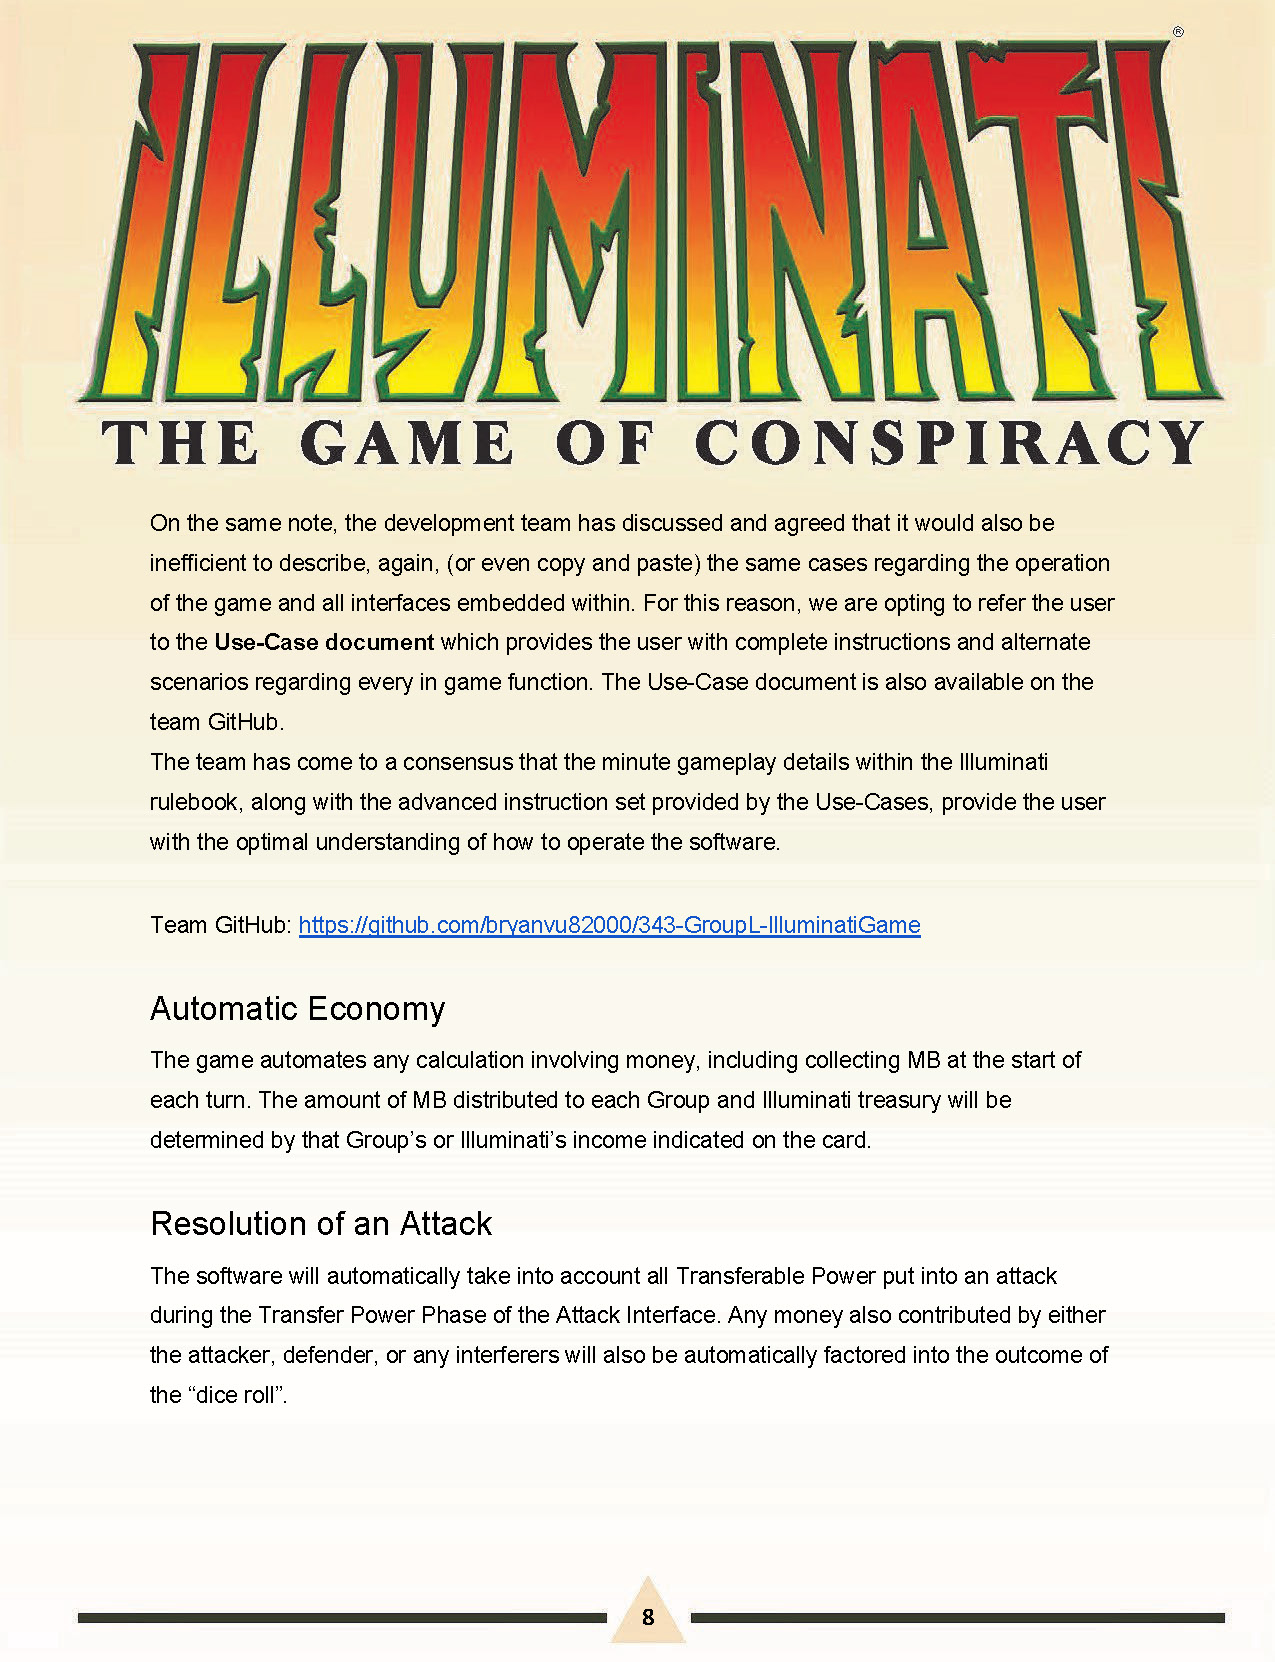 ILLUMINATI®
THE GAME OF CONSPIRACY
On the same note, the development team has discussed and agreed that it would also be
inefficient to describe, again, (or even copy and paste) the same cases regarding the operation
of the game and all interfaces embedded within. For this reason, we are opting to refer the user
to the Use-Case document which provides the user with complete instructions and alternate
scenarios regarding every in game function. The Use-Case document is also available on the
team GitHub.
The team has come to a consensus that the minute gameplay details within the Illuminati
rulebook, along with the advanced instruction set provided by the Use-Cases, provide the user
with the optimal understanding of how to operate the software.
Team GitHub: https://github.com/bryanvu82000/343-GroupL-IlluminatiGame
Automatic Economy
The game automates any calculation involving money, including collecting MB at the start of
each turn. The amount of MB distributed to each Group and Illuminati treasury will be
determined by that Group’s or Illuminati’s income indicated on the card.
Resolution of an Attack
The software will automatically take into account all Transferable Power put into an attack
during the Transfer Power Phase of the Attack Interface. Any money also contributed by either
the attacker, defender, or any interferers will also be automatically factored into the outcome of
the “dice roll”.
8